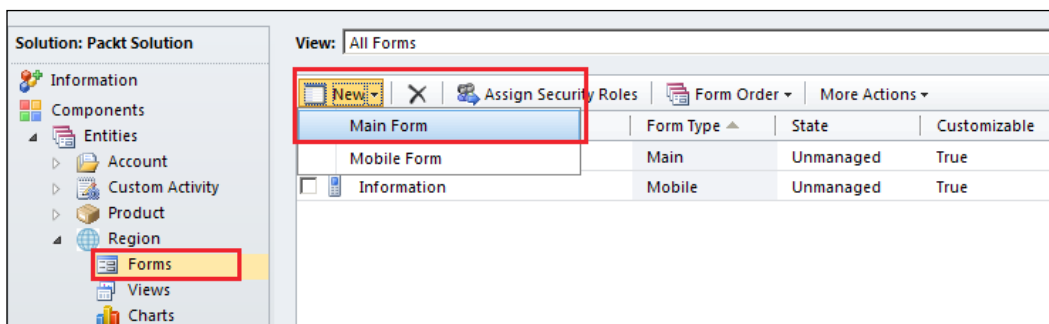 Solution: Packt Solution
Information
Components
Entities
Account
Custom Activity
Product
Region
Forms
Views
Charts
View: All Forms
New Assign Security Roles Form Order More Actions
Main Form Form Type State Customizable
Mobile Form Main Unmanaged True
Information Mobile Unmanaged True